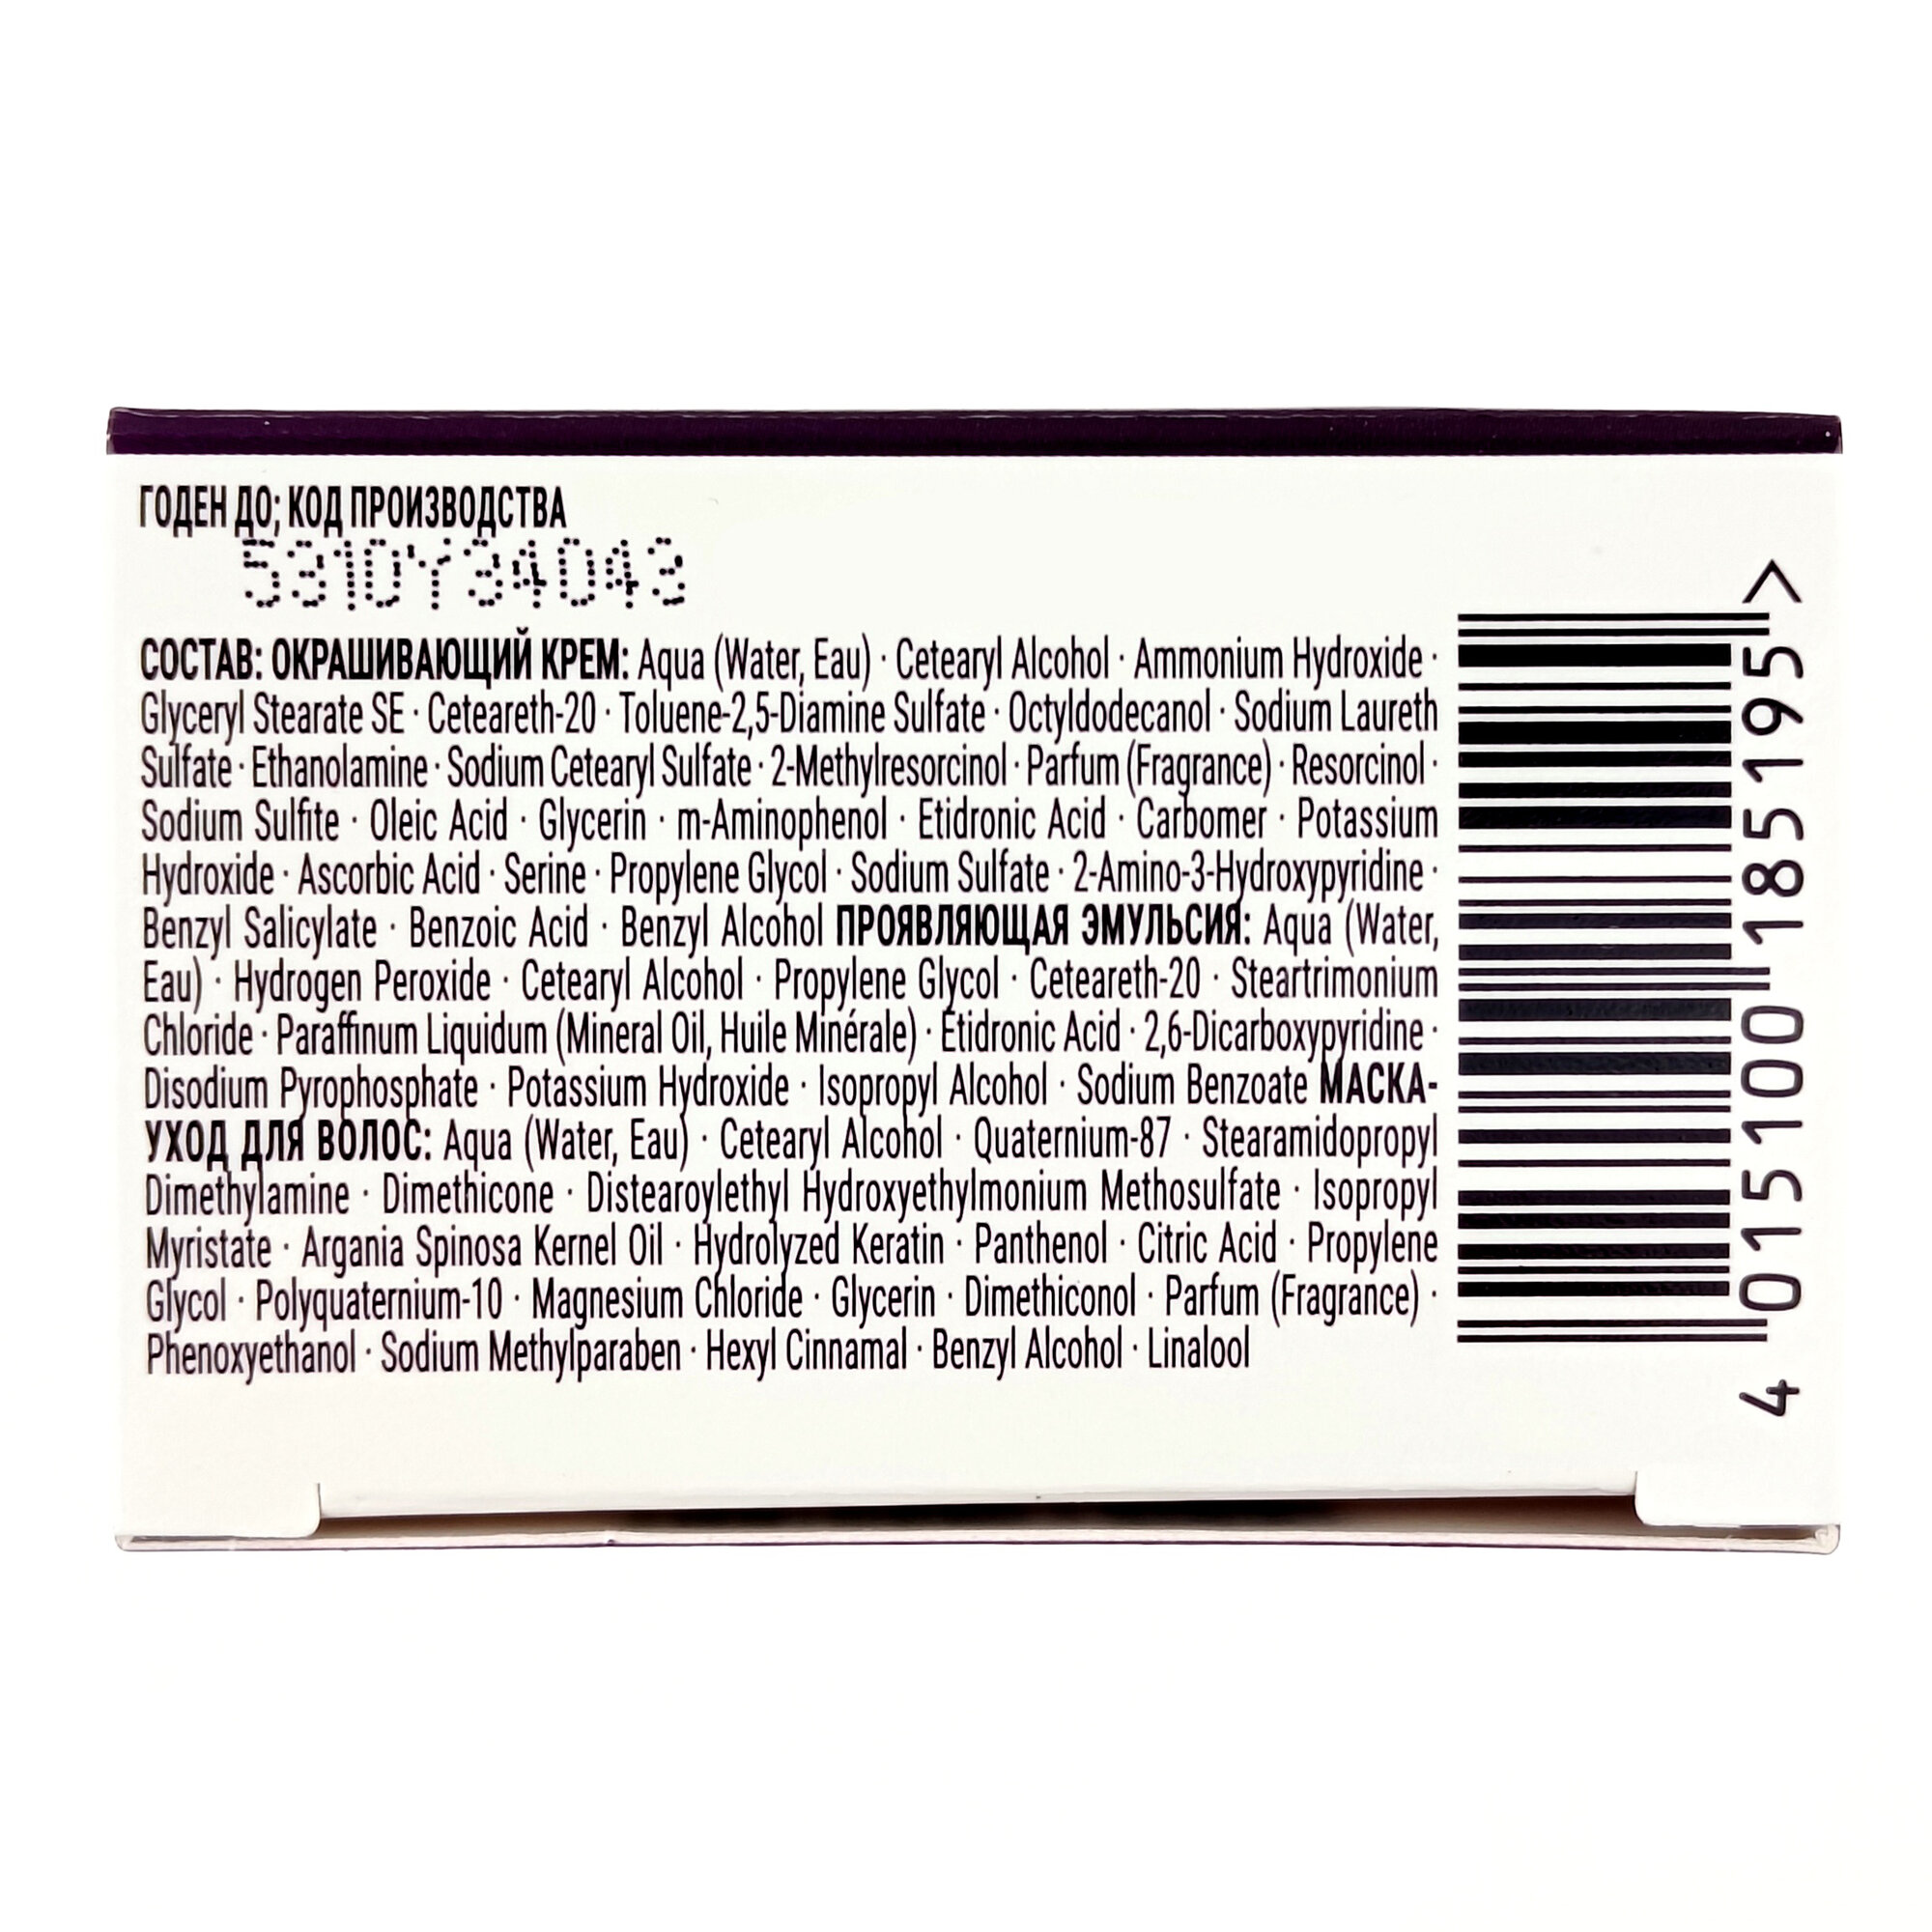 ГОДЕН ДО; КОД ПРОИЗВОДСТВА
5310Y34043
СОСТАВ: ОКРАШИВАЮЩИЙ КРЕМ: Aqua (Water, Eau) · Cetearyl Alcohol · Ammonium Hydroxide ·
Glyceryl Stearate SE · Ceteareth-20 · Toluene-2,5-Diamine Sulfate · Octyldodecanol · Sodium Laureth
Sulfate · Ethanolamine · Sodium Cetearyl Sulfate · 2-Methylresorcinol · Parfum (Fragrance) · Resorcinol ·
Sodium Sulfite · Oleic Acid · Glycerin · m-Aminophenol · Etidronic Acid · Carbomer · Potassium
Hydroxide · Ascorbic Acid · Serine · Propylene Glycol · Sodium Sulfate · 2-Amino-3-Hydroxypyridine ·
Benzyl Salicylate · Benzoic Acid · Benzyl Alcohol ПРОЯВЛЯЮЩАЯ ЭМУЛЬСИЯ: Aqua (Water,
Eau) · Hydrogen Peroxide · Cetearyl Alcohol · Propylene Glycol · Ceteareth-20 · Steartrimonium
Chloride · Paraffinum Liquidum (Mineral Oil, Huile Minérale) · Etidronic Acid · 2,6-Dicarboxypyridine ·
Disodium Pyrophosphate · Potassium Hydroxide · Isopropyl Alcohol · Sodium Benzoate МАСКА-
УХОД ДЛЯ ВОЛОС: Aqua (Water, Eau) · Cetearyl Alcohol · Quaternium-87 · Stearamidopropyl
Dimethylamine · Dimethicone · Distearoylethyl Hydroxyethylmonium Methosulfate · Isopropyl
Myristate · Argania Spinosa Kernel Oil · Hydrolyzed Keratin · Panthenol · Citric Acid · Propylene
Glycol · Polyquaternium-10 · Magnesium Chloride · Glycerin · Dimethiconol · Parfum (Fragrance) ·
Phenoxyethanol · Sodium Methylparaben · Hexyl Cinnamal · Benzyl Alcohol · Linalool
4 015100 185195 >